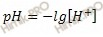 pH = −lg[H⁺]